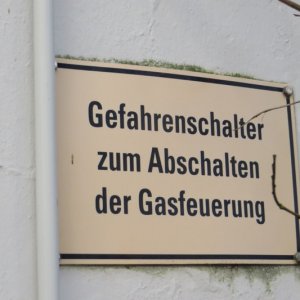 Gefahrenschalter
zum Abschalten
der Gasfeuerung